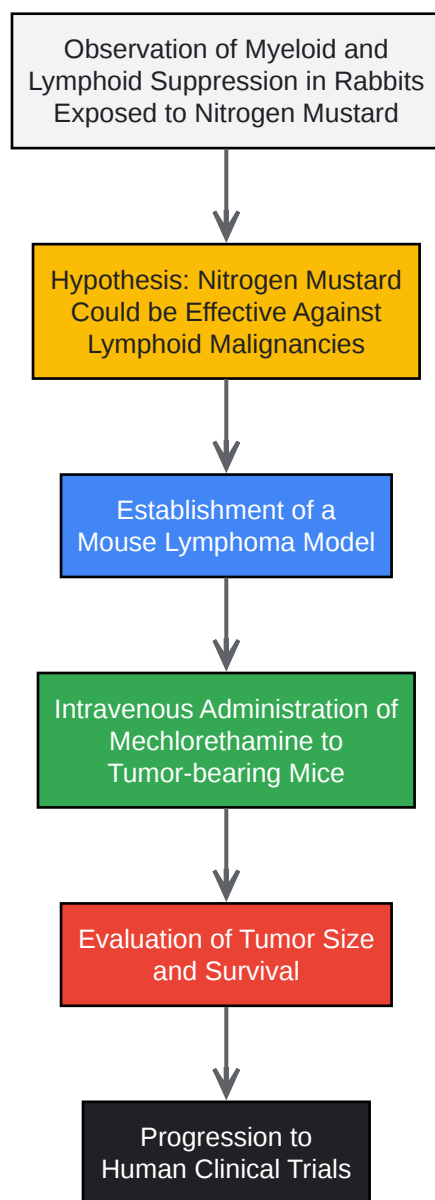 Observation of Myeloid and
Lymphoid Suppression in Rabbits
Exposed to Nitrogen Mustard
Hypothesis: Nitrogen Mustard
Could be Effective Against
Lymphoid Malignancies
Establishment of a
Mouse Lymphoma Model
Intravenous Administration of
Mechlorethamine to
Tumor-bearing Mice
Evaluation of Tumor Size
and Survival
Progression to
Human Clinical Trials